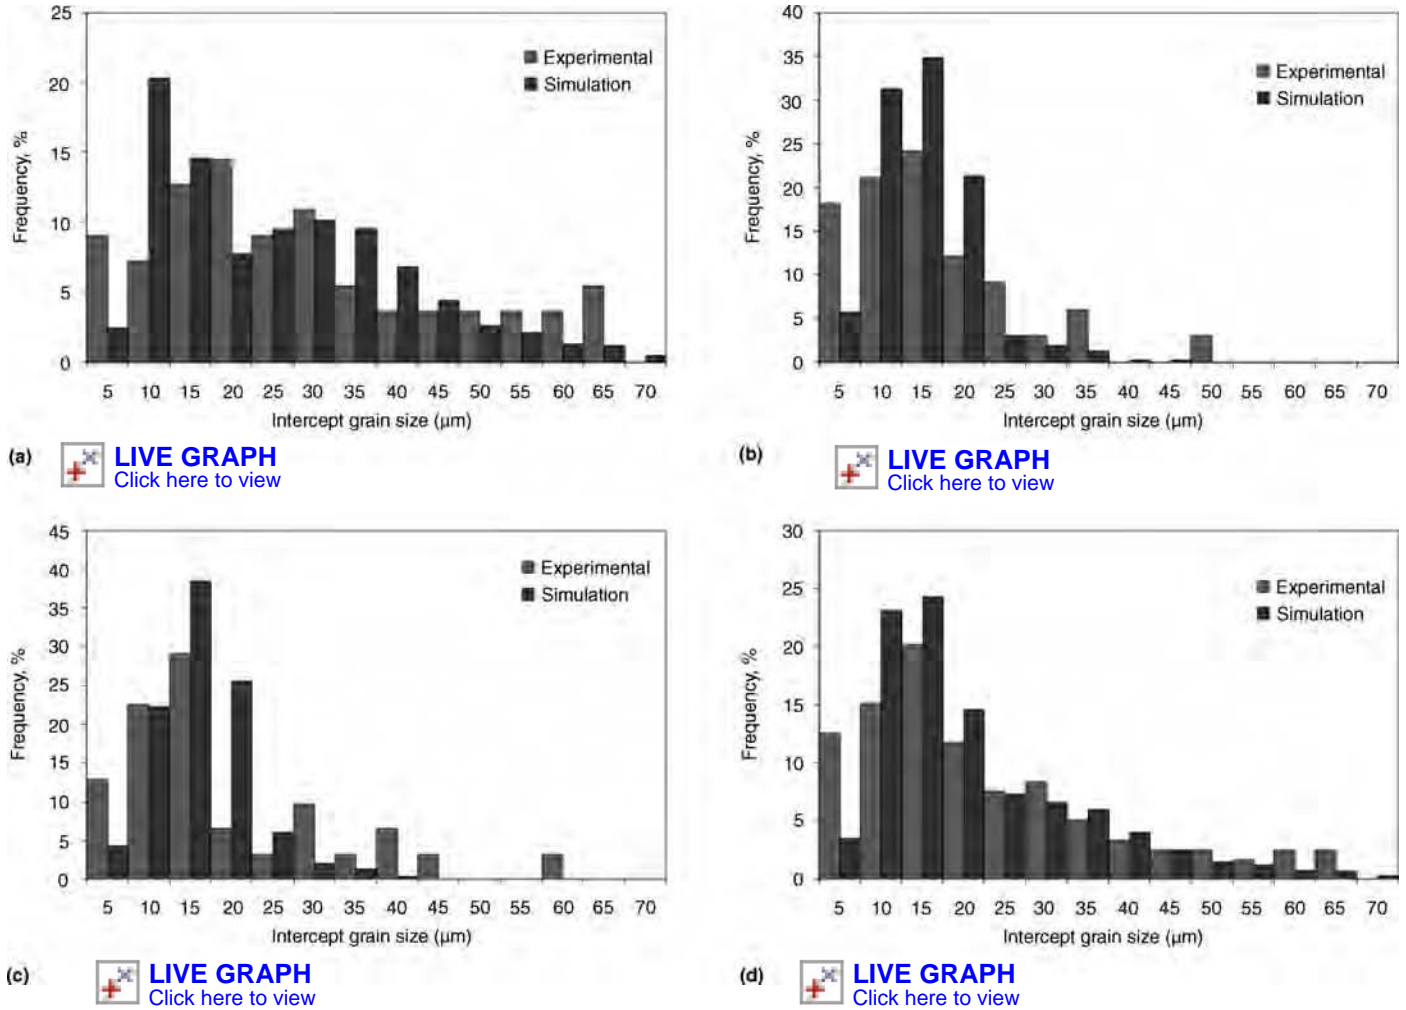 25
20
15
10
5
0
Frequency, %
Experimental
Simulation
5 10 15 20 25 30 35 40 45 50 55 60 65 70
Intercept grain size (µm)
(a)
LIVE GRAPH
Click here to view
40
35
30
25
20
15
10
5
0
Frequency, %
Experimental
Simulation
5 10 15 20 25 30 35 40 45 50 55 60 65 70
Intercept grain size (µm)
(b)
LIVE GRAPH
Click here to view
45
40
35
30
25
20
15
10
5
0
Frequency, %
Experimental
Simulation
5 10 15 20 25 30 35 40 45 50 55 60 65 70
Intercept grain size (µm)
(c)
LIVE GRAPH
Click here to view
30
25
20
15
10
5
0
Frequency, %
Experimental
Simulation
5 10 15 20 25 30 35 40 45 50 55 60 65 70
Intercept grain size (µm)
(d)
LIVE GRAPH
Click here to view